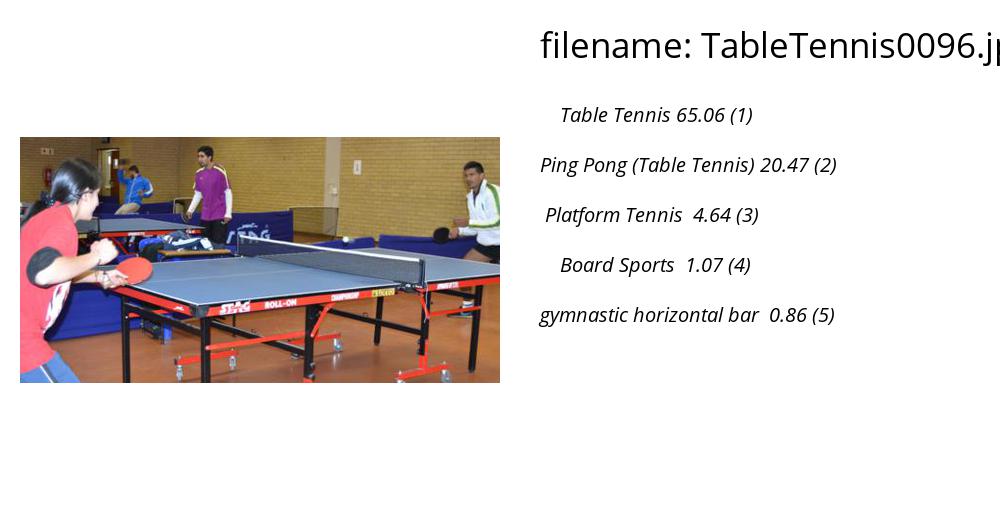 filename: TableTennis0096.jp
Table Tennis 65.06 (1)
Ping Pong (Table Tennis) 20.47 (2)
Platform Tennis 4.64 (3)
Board Sports 1.07 (4)
gymnastic horizontal bar 0.86 (5)
STAG
STAG ROLL-ON CHAMPIONSHIP